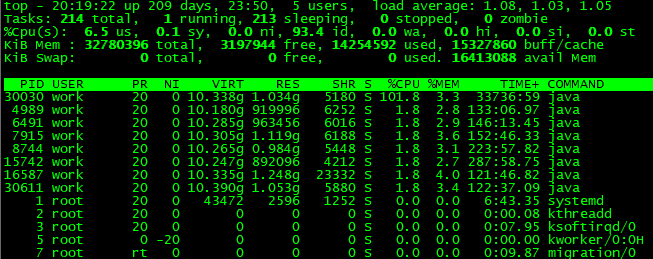 top - 20:19:22 up 209 days, 23:50,  5 users,  load average: 1.08, 1.03, 1.05
Tasks: 214 total,   1 running, 213 sleeping,   0 stopped,   0 zombie
%Cpu(s):  6.5 us,  0.1 sy,  0.0 ni, 93.4 id,  0.0 wa,  0.0 hi,  0.0 si,  0.0 st
KiB Mem : 32780396 total,  3197944 free, 14254592 used, 15327860 buff/cache
KiB Swap:        0 total,        0 free,        0 used. 16413088 avail Mem
PID USER      PR  NI    VIRT    RES    SHR S  %CPU %MEM     TIME+ COMMAND
30030 work      20   0 10.338g 1.034g   5180 S 101.8  3.3  33736:59 java
4989 work      20   0 10.180g 919996   6252 S   1.8  2.8 133:06.97 java
6491 work      20   0 10.285g 963456   6016 S   1.8  2.9 146:13.45 java
7915 work      20   0 10.305g 1.119g   6188 S   1.8  3.6 152:46.33 java
8744 work      20   0 10.265g 0.984g   5448 S   1.8  3.1 223:57.82 java
15742 work      20   0 10.247g 892096   4212 S   1.8  2.7 287:58.75 java
16587 work      20   0 10.335g 1.248g  23332 S   1.8  4.0 121:46.82 java
30611 work      20   0 10.390g 1.053g   5880 S   1.8  3.4 122:37.09 java
1 root      20   0   43472   2596   1252 S   0.0  0.0   6:43.35 systemd
2 root      20   0       0      0      0 S   0.0  0.0   0:00.08 kthreadd
3 root      20   0       0      0      0 S   0.0  0.0   0:07.95 ksoftirqd/0
5 root       0 -20       0      0      0 S   0.0  0.0   0:00.00 kworker/0:0H
7 root      rt   0       0      0      0 S   0.0  0.0   0:09.87 migration/0